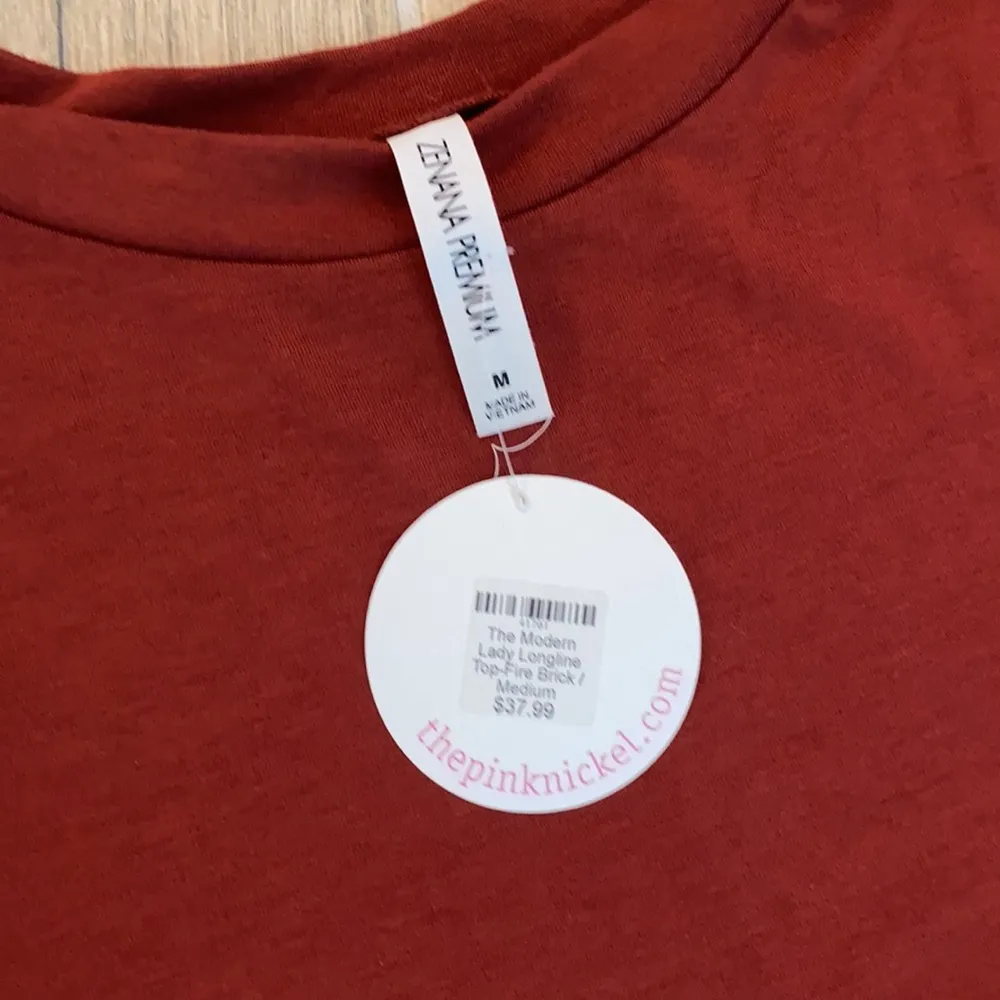 ZENANA PREMIUM
M
MADE IN
VIETNAM
The Modern
Lady Longline
Top-Fire Brick /
Medium
$37.99
thepinknickel.com